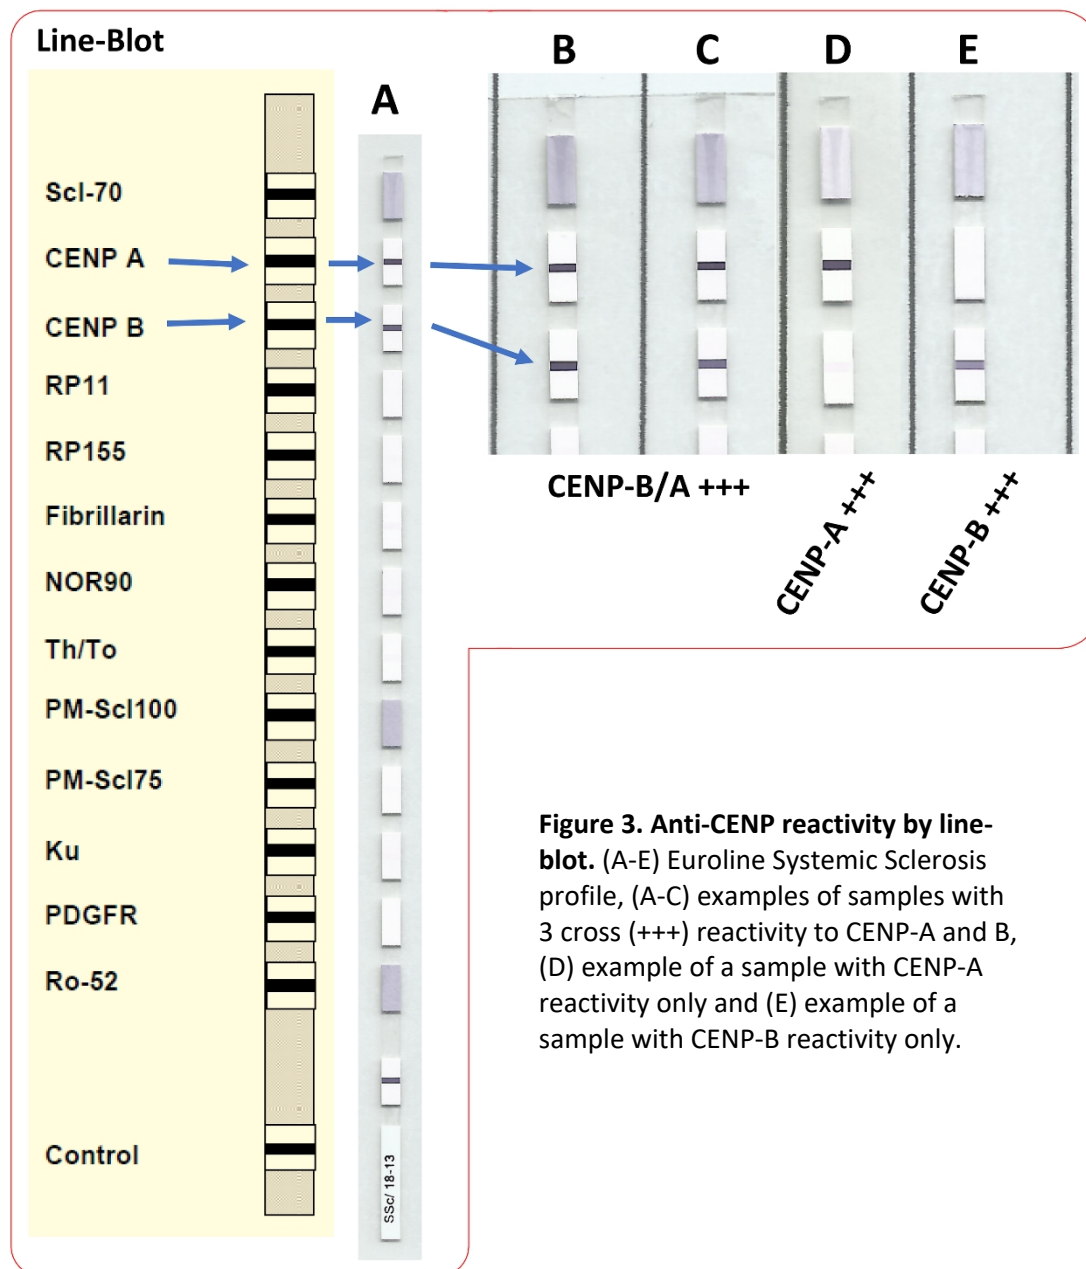 Line-Blot
A
B
C
D
E
Scl-70
CENP A
CENP B
RP11
RP155
Fibrillarin
NOR90
Th/To
PM-Scl100
PM-Scl75
Ku
PDGFR
Ro-52
Control
SSc/ 18-13
CENP-B/A +++
CENP-A +++
CENP-B +++
Figure 3. Anti-CENP reactivity by line-
blot. (A-E) Euroline Systemic Sclerosis
profile, (A-C) examples of samples with
3 cross (+++) reactivity to CENP-A and B,
(D) example of a sample with CENP-A
reactivity only and (E) example of a
sample with CENP-B reactivity only.